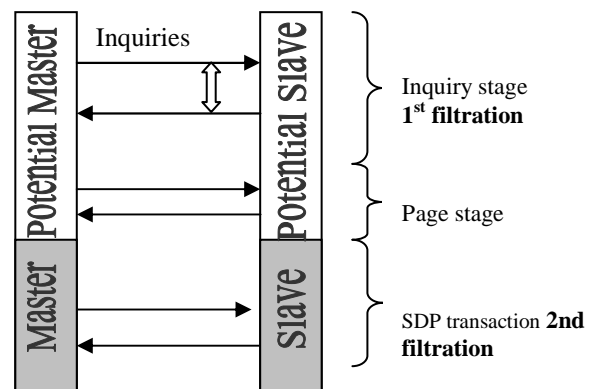 Inquiries
Potential Master
Potential Slave
Master
Slave
Inquiry stage
1st filtration
Page stage
SDP transaction 2nd
filtration